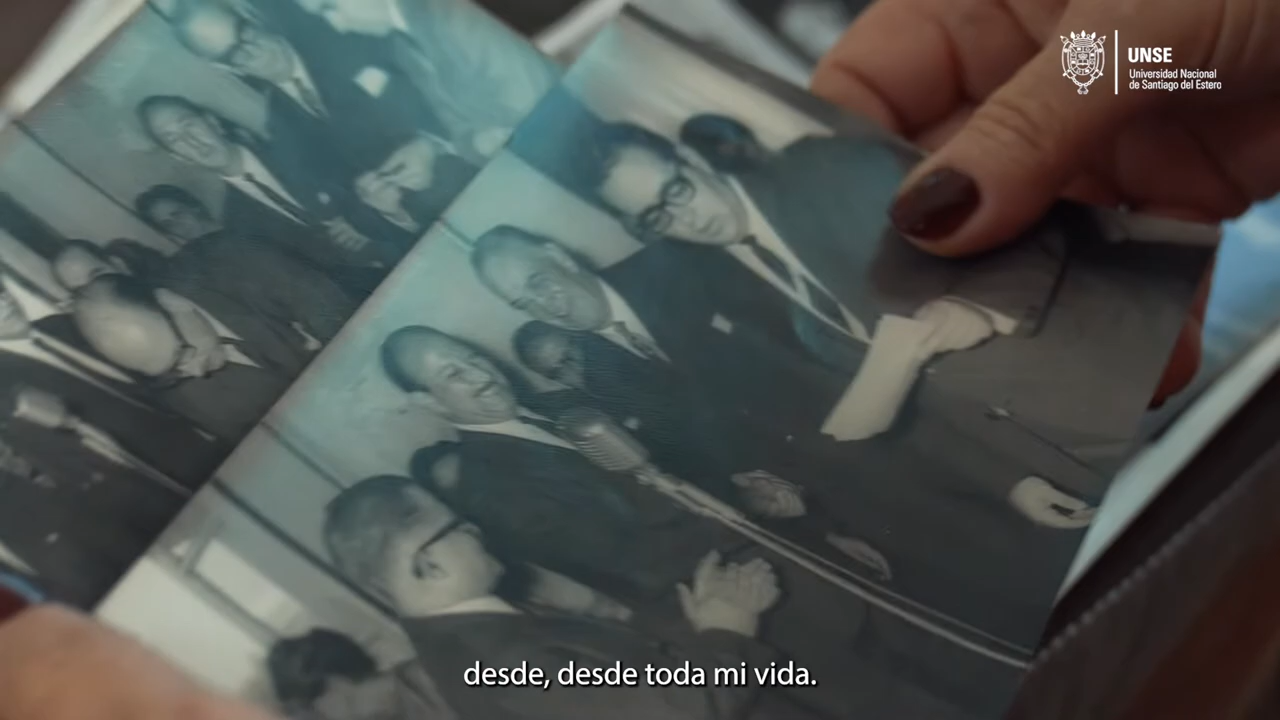 UNSE
Universidad Nacional
de Santiago del Estero
desde, desde toda mi vida.